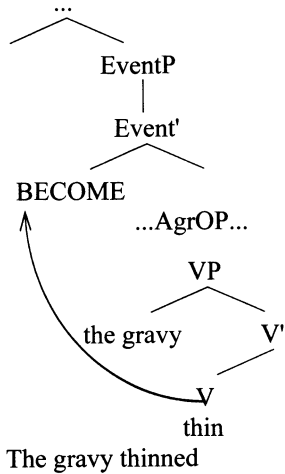 ...
EventP
Event'
BECOME
...AgrOP...
VP
the gravy
V'
V
thin
The gravy thinned